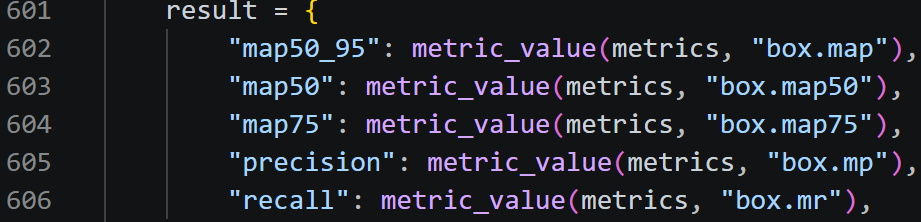 601 result = {
602 "map50_95": metric_value(metrics, "box.map"),
603 "map50": metric_value(metrics, "box.map50"),
604 "map75": metric_value(metrics, "box.map75"),
605 "precision": metric_value(metrics, "box.mp"),
606 "recall": metric_value(metrics, "box.mr"),